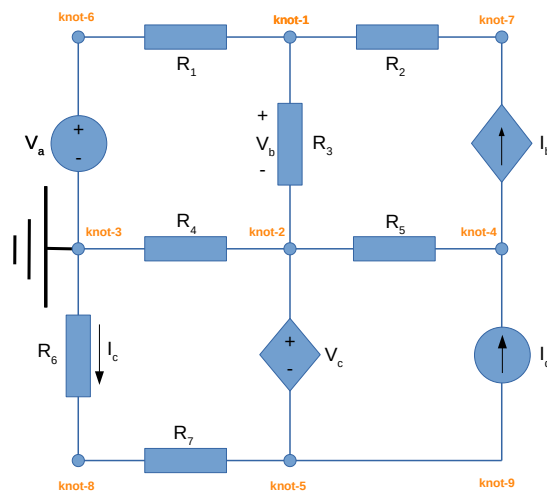 knot-6
knot-1
knot-7
R1
R2
+
Va
-
+
Vb
-
R3
Ib
knot-3
R4
knot-2
R5
knot-4
R6
Ic
+
-
Vc
R7
knot-8
knot-5
knot-9